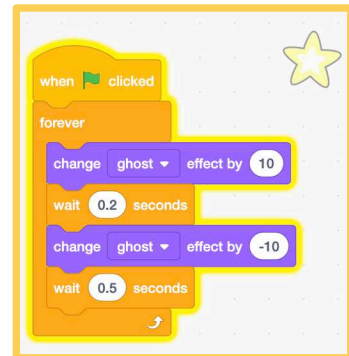 when clicked
forever
change ghost effect by 10
wait 0.2 seconds
change ghost effect by -10
wait 0.5 seconds